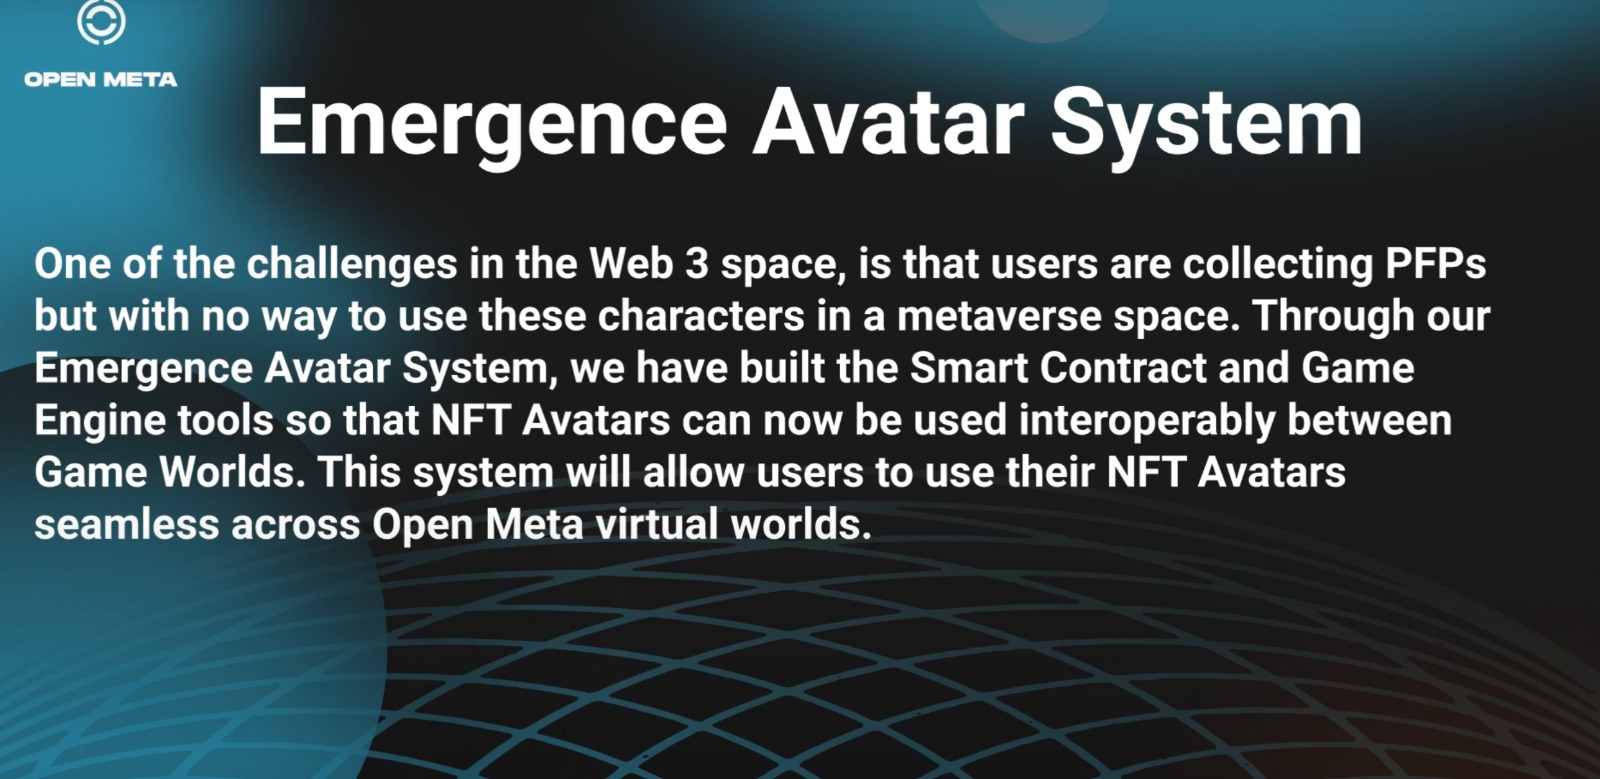 OPEN META
Emergence Avatar System
One of the challenges in the Web 3 space, is that users are collecting PFPs
but with no way to use these characters in a metaverse space. Through our
Emergence Avatar System, we have built the Smart Contract and Game
Engine tools so that NFT Avatars can now be used interoperably between
Game Worlds. This system will allow users to use their NFT Avatars
seamless across Open Meta virtual worlds.